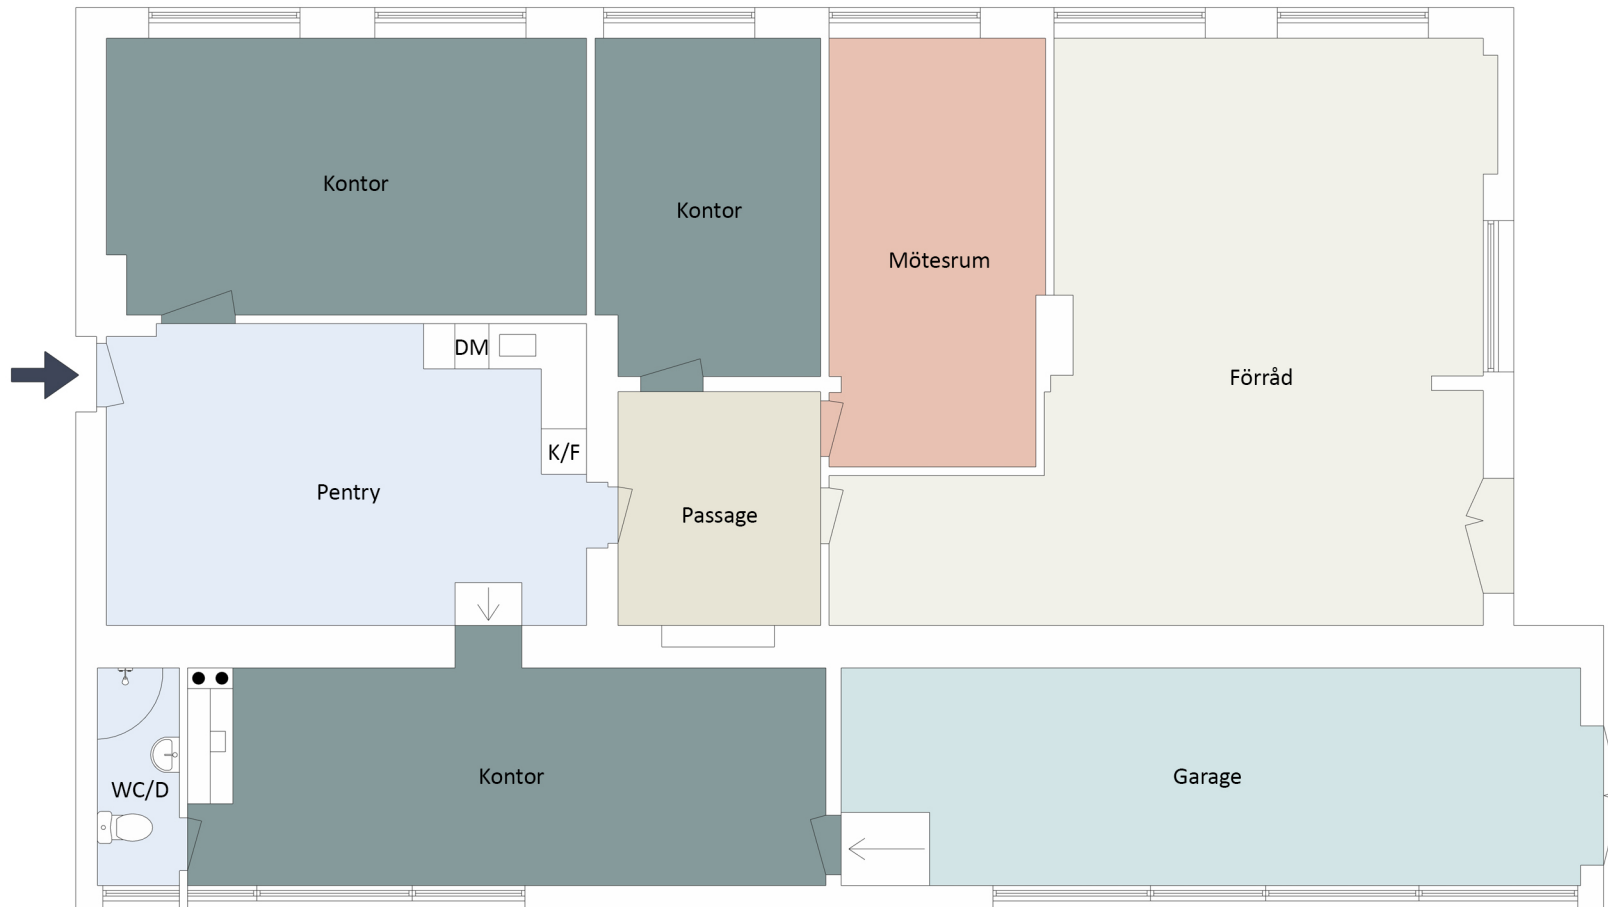 Kontor
Kontor
Mötesrum
DM
Förråd
K/F
Pentry
Passage
Kontor
Garage
WC/D